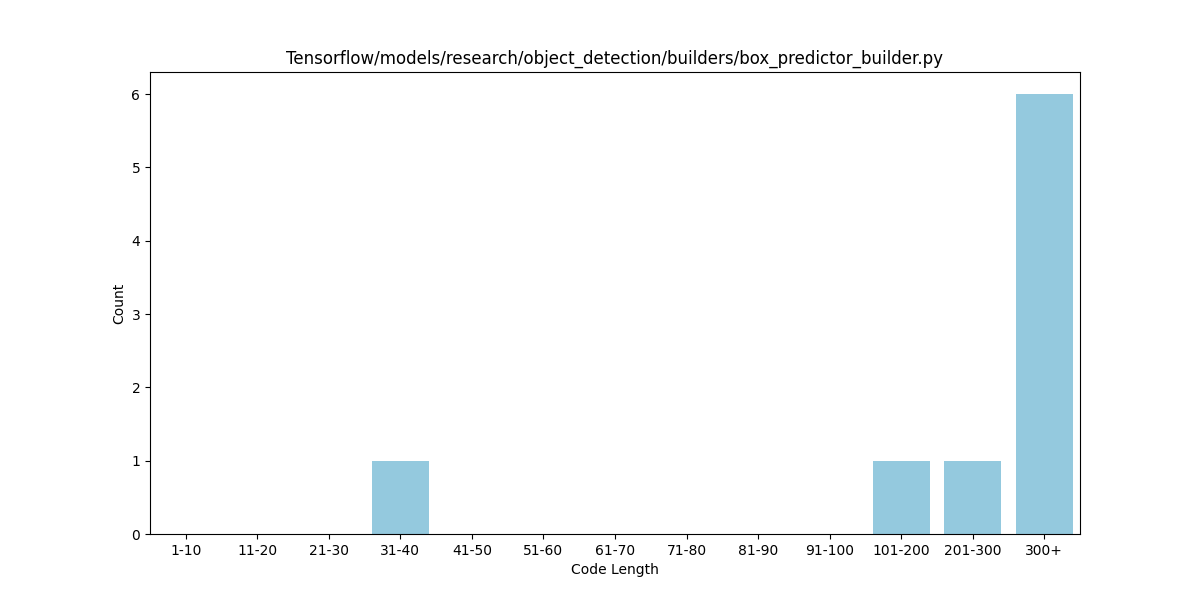 Tensorflow/models/research/object_detection/builders/box_predictor_builder.py
6
5
4
3
2
1
0
Count
1-10 11-20 21-30 31-40 41-50 51-60 61-70 71-80 81-90 91-100 101-200 201-300 300+
Code Length